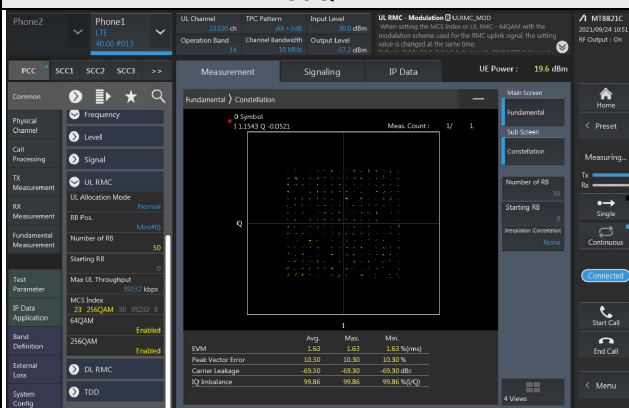 Phone2
Phone1
LTE
40.00 #013
UL Channel
23330 ch
TPC Pattern
All +3dB
Input Level
30.0 dBm
Operation Band
14
Channel Bandwidth
10 MHz
Output Level
-57.2 dBm
UL RMC - Modulation ULRMC_MOD
When setting the MCS Index or UL RMC - 64QAM with the
modulation scheme used for the RMC uplink signal, the setting
value is changed at the same time.
MT8821C
2021/09/24 10:51
RF Output : On
PCC
SCC1
SCC2
SCC3
>>
Measurement
Signaling
IP Data
UE Power : 19.6 dBm
Common
Physical
Channel
Call
Processing
TX
Measurement
RX
Measurement
Fundamental
Measurement
Test
Parameter
IP Data
Application
Band
Definition
External
Loss
System
Config
Frequency
Level
Signal
UL RMC
UL Allocation Mode
Normal
RB Pos.
Min(#0)
Number of RB
50
Starting RB
0
Max UL Throughput
39232 kbps
MCS Index
23 256QAM 30 39232 8
64QAM
Enabled
256QAM
Enabled
DL RMC
TDD
Fundamental ⟩ Constellation
0 Symbol
I 1.1543 Q -0.0521
Meas. Count : 1/ 1
Q
I
Avg. Max. Min.
EVM 1.63 1.63 1.63 %(rms)
Peak Vector Error 10.30 10.30 10.30 %
Carrier Leakage -69.30 -69.30 -69.30 dBc
IQ Imbalance 99.86 99.86 99.86 %(I/Q)
Main Screen
Fundamental
Sub Screen
Constellation
Number of RB
50
Starting RB
0
Interpolation (Constellation)
None
4 Views
Home
< Preset
Measuring...
Tx
Rx
Single
Continuous
Connected
Start Call
End Call
< Menu